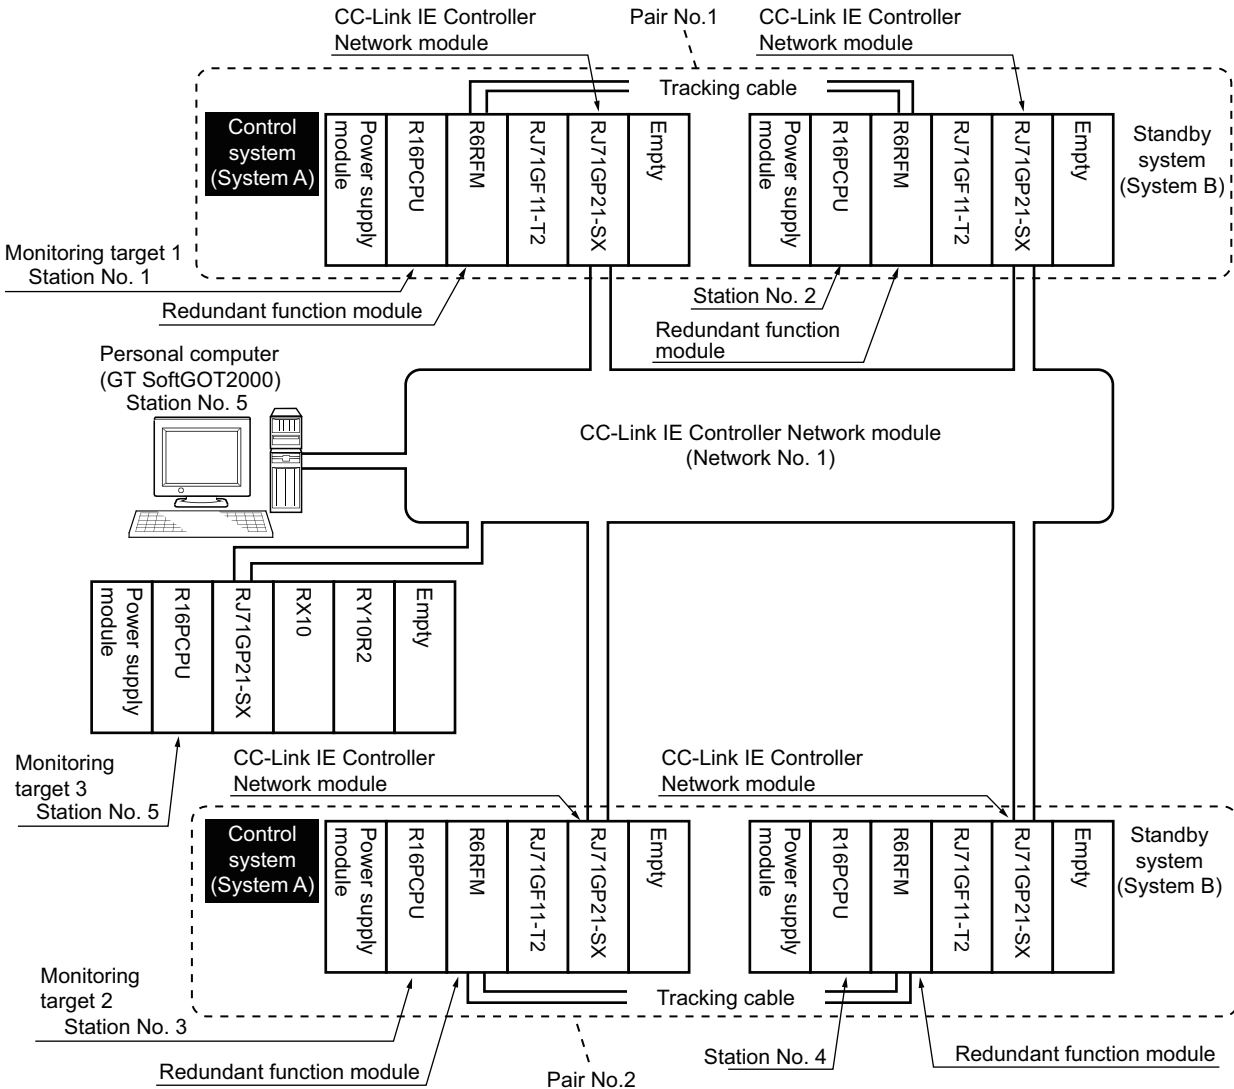 CC-Link IE Controller
Network module
Pair No.1
CC-Link IE Controller
Network module
Tracking cable
Control
system
(System A)
Power supply
module
R16PCPU
R6RFM
RJ71GF11-T2
RJ71GP21-SX
Empty
Power supply
module
R16PCPU
R6RFM
RJ71GF11-T2
RJ71GP21-SX
Empty
Standby
system
(System B)
Monitoring target 1
Station No. 1
Redundant function module
Station No. 2
Redundant function
module
Personal computer
(GT SoftGOT2000)
Station No. 5
CC-Link IE Controller Network module
(Network No. 1)
Power supply
module
R16PCPU
RJ71GP21-SX
RX10
RY10R2
Empty
Monitoring
target 3
Station No. 5
CC-Link IE Controller
Network module
CC-Link IE Controller
Network module
Control
system
(System A)
Power supply
module
R16PCPU
R6RFM
RJ71GF11-T2
RJ71GP21-SX
Empty
Power supply
module
R16PCPU
R6RFM
RJ71GF11-T2
RJ71GP21-SX
Empty
Standby
system
(System B)
Monitoring
target 2
Station No. 3
Tracking cable
Redundant function module
Pair No.2
Station No. 4
Redundant function module